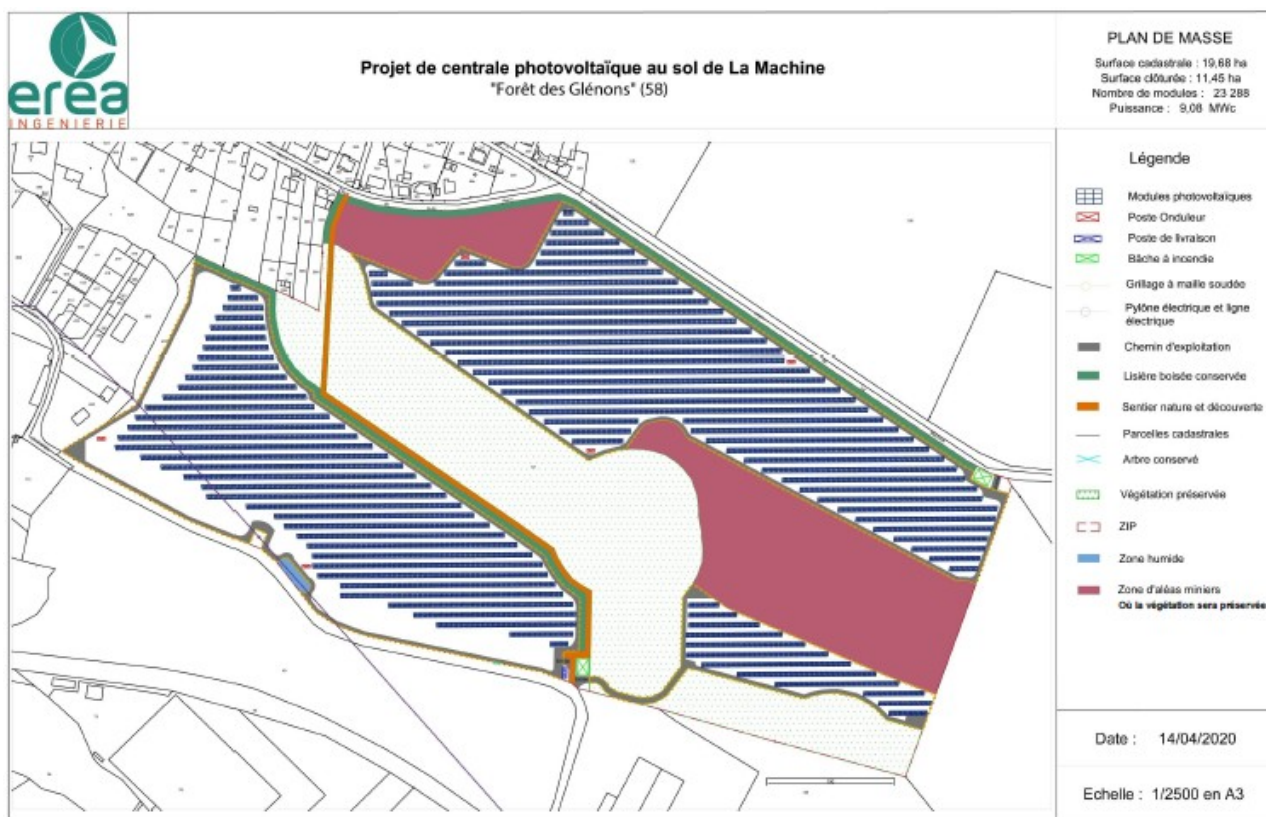 erea
INGENIERIE
Projet de centrale photovoltaïque au sol de La Machine
"Forêt des Glénons" (58)
PLAN DE MASSE
Surface cadastrale : 19,68 ha
Surface clôturée : 11,45 ha
Nombre de modules : 23 288
Puissance : 9,08 MWc
Légende
Modules photovoltaïques
Poste Onduleur
Poste de livraison
Bâche à incendie
Grillage à maille soudée
Pylône électrique et ligne
électrique
Chemin d'exploitation
Lisière boisée conservée
Sentier nature et découverte
Parcelles cadastrales
Arbre conservé
Végétation préservée
ZIP
Zone humide
Zone d'aléas miniers
Où la végétation sera préservée
Date : 14/04/2020
Echelle : 1/2500 en A3